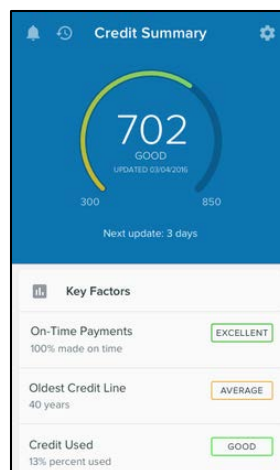 Credit Summary
702
GOOD
UPDATED 03/04/2016
300 850
Next update: 3 days
Key Factors
On-Time Payments EXCELLENT
100% made on time
Oldest Credit Line AVERAGE
40 years
Credit Used GOOD
13% percent used